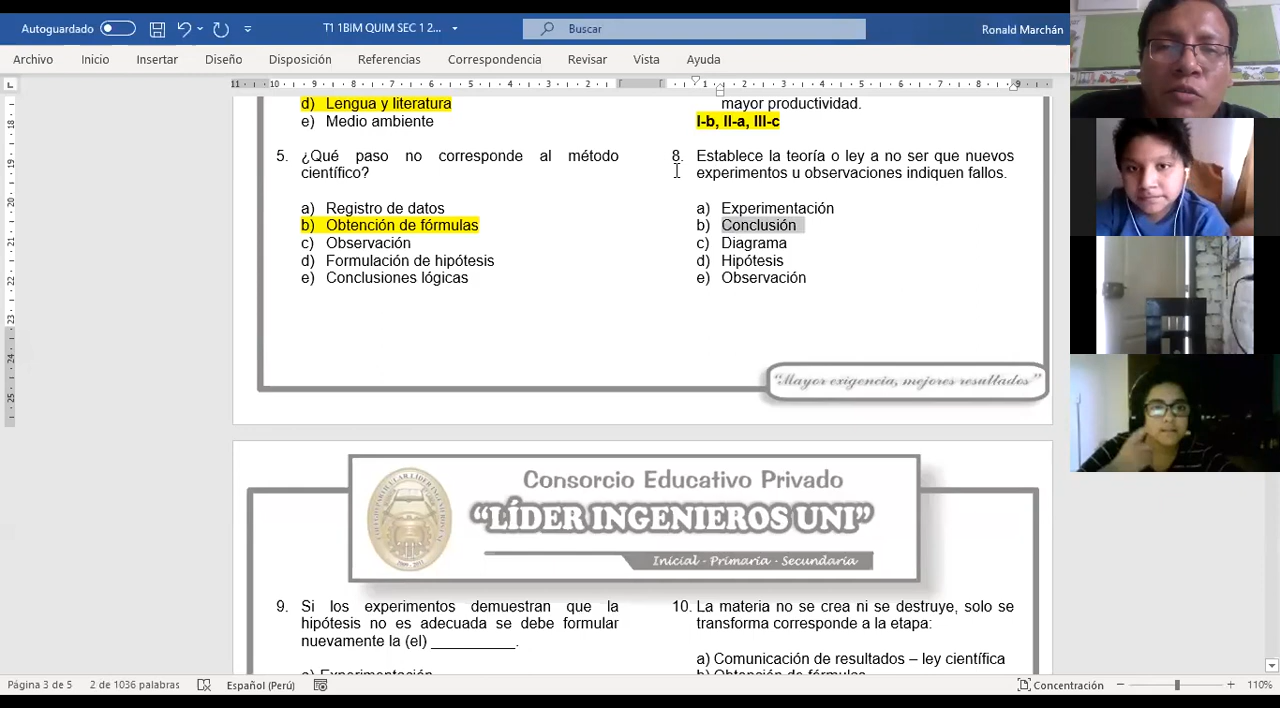 Autoguardado
T1 1BIM QUIM SEC 1 2...
Buscar
Ronald Marchán
Archivo Inicio Insertar Diseño Disposición Referencias Correspondencia Revisar Vista Ayuda
d) Lengua y literatura
e) Medio ambiente
5. ¿Qué paso no corresponde al método
científico?
a) Registro de datos
b) Obtención de fórmulas
c) Observación
d) Formulación de hipótesis
e) Conclusiones lógicas
mayor productividad.
I-b, II-a, III-c
8. Establece la teoría o ley a no ser que nuevos
experimentos u observaciones indiquen fallos.
a) Experimentación
b) Conclusión
c) Diagrama
d) Hipótesis
e) Observación
“Mayor exigencia, mejores resultados”
Consorcio Educativo Privado
“LÍDER INGENIEROS UNI”
Inicial - Primaria - Secundaria
9. Si los experimentos demuestran que la
hipótesis no es adecuada se debe formular
nuevamente la (el) __________.
a) Experimentación
10. La materia no se crea ni se destruye, solo se
transforma corresponde a la etapa:
a) Comunicación de resultados – ley científica
b) Obtención de fórmulas
Página 3 de 5 2 de 1036 palabras Español (Perú) Concentración 110%